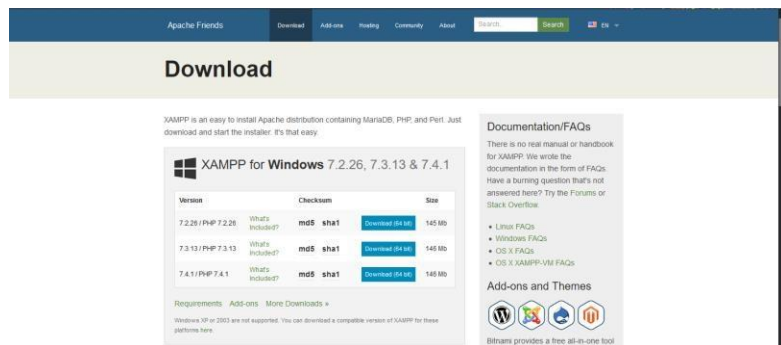 Apache Friends
Download
Add-ons
Hosting
Community
About
Search...
Search
EN
Download
XAMPP is an easy to install Apache distribution containing MariaDB, PHP, and Perl. Just
download and start the installer. It's that easy.
XAMPP for Windows 7.2.26, 7.3.13 & 7.4.1
Version Checksum Size
7.2.26 / PHP 7.2.26 What's Included? md5 sha1 Download (64 bit) 145 Mb
7.3.13 / PHP 7.3.13 What's Included? md5 sha1 Download (64 bit) 146 Mb
7.4.1 / PHP 7.4.1 What's Included? md5 sha1 Download (64 bit) 146 Mb
Requirements Add-ons More Downloads »
Windows XP or 2003 are not supported. You can download a compatible version of XAMPP for these
platforms here.
Documentation/FAQs
There is no real manual or handbook
for XAMPP. We wrote the
documentation in the form of FAQs.
Have a burning question that's not
answered here? Try the Forums or
Stack Overflow.
Linux FAQs
Windows FAQs
OS X FAQs
OS X XAMPP-VM FAQs
Add-ons and Themes
Bitnami provides a free all-in-one tool